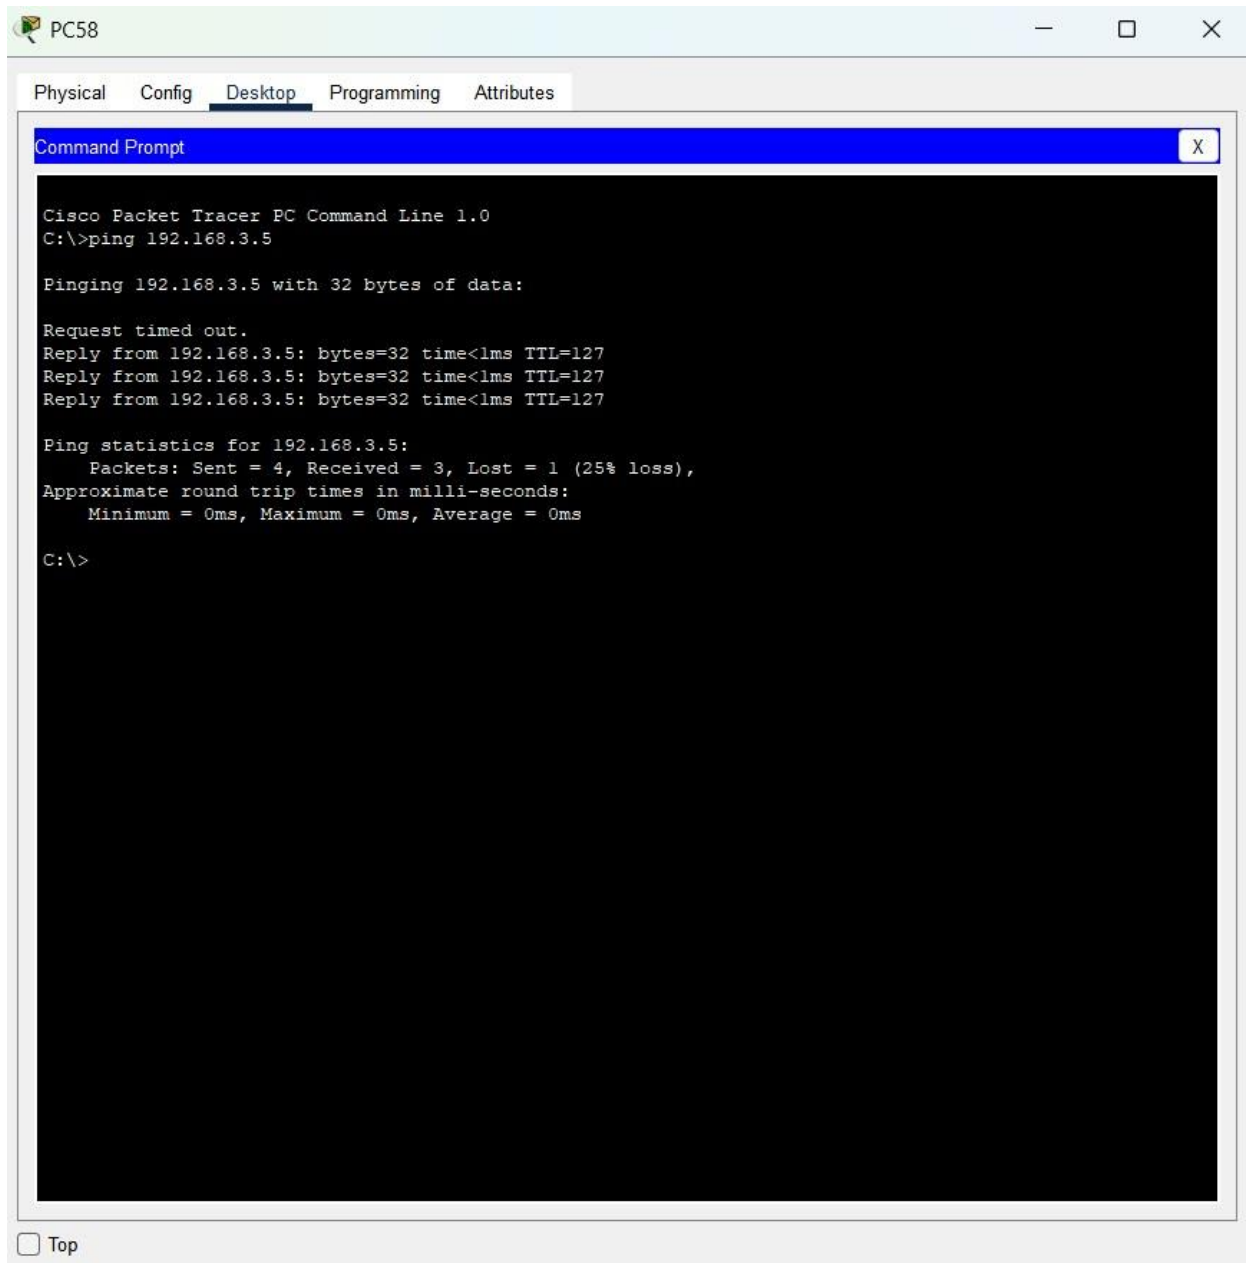 PC58
Physical Config Desktop Programming Attributes
Command Prompt X
Cisco Packet Tracer PC Command Line 1.0
C:\>ping 192.168.3.5
Pinging 192.168.3.5 with 32 bytes of data:
Request timed out.
Reply from 192.168.3.5: bytes=32 time<1ms TTL=127
Reply from 192.168.3.5: bytes=32 time<1ms TTL=127
Reply from 192.168.3.5: bytes=32 time<1ms TTL=127
Ping statistics for 192.168.3.5:
Packets: Sent = 4, Received = 3, Lost = 1 (25% loss),
Approximate round trip times in milli-seconds:
Minimum = 0ms, Maximum = 0ms, Average = 0ms
C:\>
Top